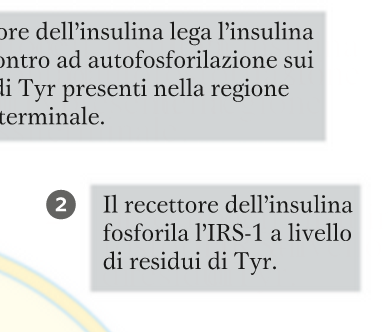 ore dell’insulina lega l’insulina
ontro ad autofosforilazione sui
di Tyr presenti nella regione
terminale.
2
Il recettore dell’insulina
fosforila l’IRS-1 a livello
di residui di Tyr.